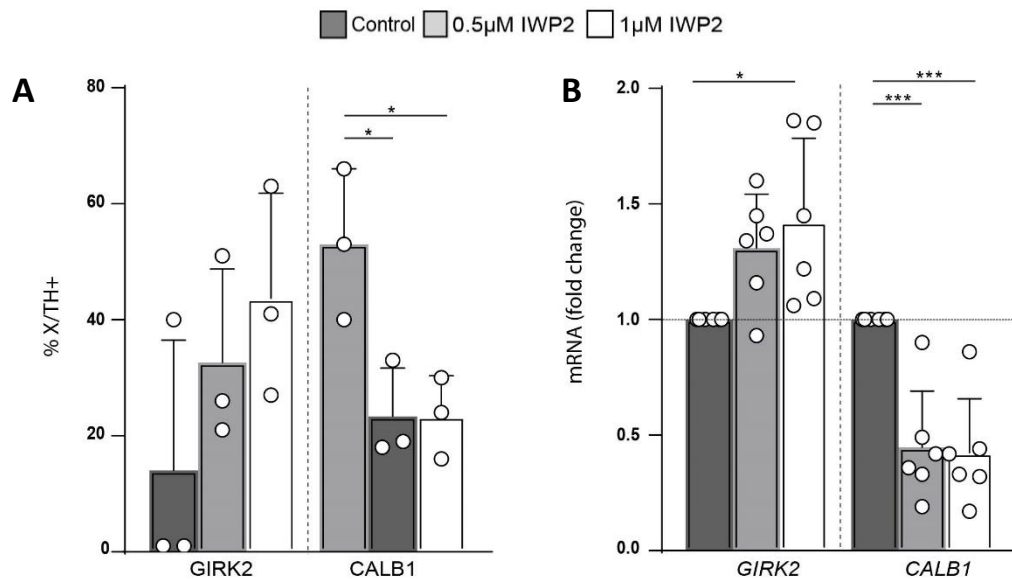 Control 0.5µM IWP2 1µM IWP2
A
80
60
40
20
0
% X/TH+
*
*
GIRK2 CALB1
B
2.0
1.5
1.0
0.5
0.0
mRNA (fold change)
*
***
***
GIRK2 CALB1